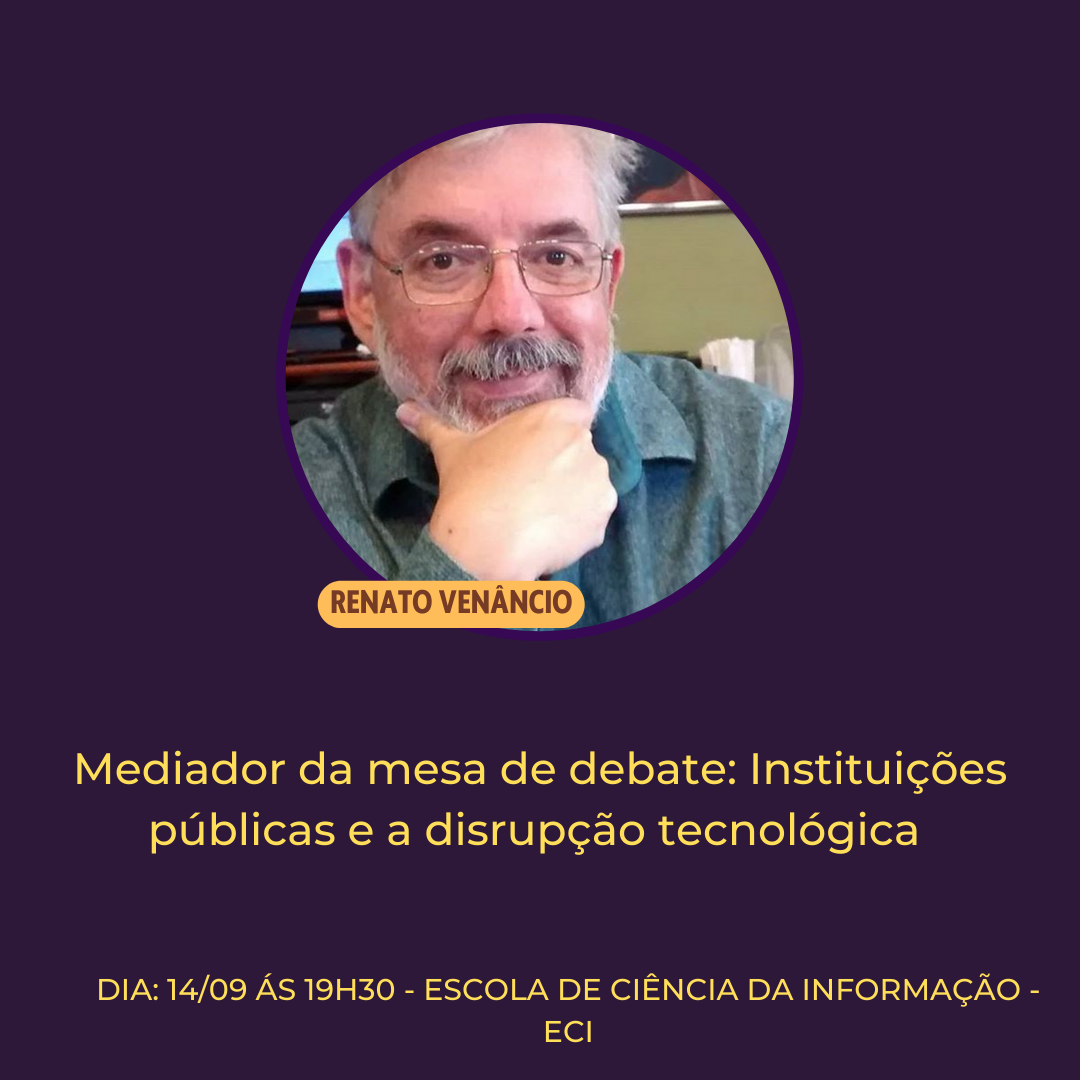 RENATO VENÂNCIO
Mediador da mesa de debate: Instituições
públicas e a disrupção tecnológica
DIA: 14/09 ÁS 19H30 - ESCOLA DE CIÊNCIA DA INFORMAÇÃO -
ECI